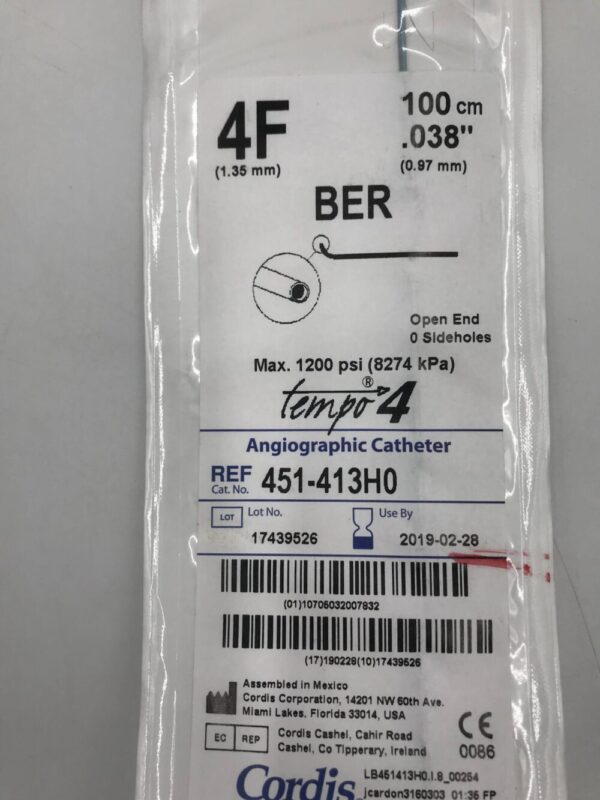 4F
(1.35 mm)
100 cm
.038"
(0.97 mm)
BER
Open End
0 Sideholes
Max. 1200 psi (8274 kPa)
tempo® 4
Angiographic Catheter
REF
Cat. No. 451-413H0
LOT Lot No.
17439526
Use By
2019-02-28
(01)10705032007832
(17)190228(10)17439526
Assembled in Mexico
Cordis Corporation, 14201 NW 60th Ave.
Miami Lakes, Florida 33014, USA
EC REP
Cordis Cashel, Cahir Road
Cashel, Co Tipperary, Ireland
CE
0086
Cordis.
LB451413H0.I.8_00254
jcardon3160303 01:36 FP